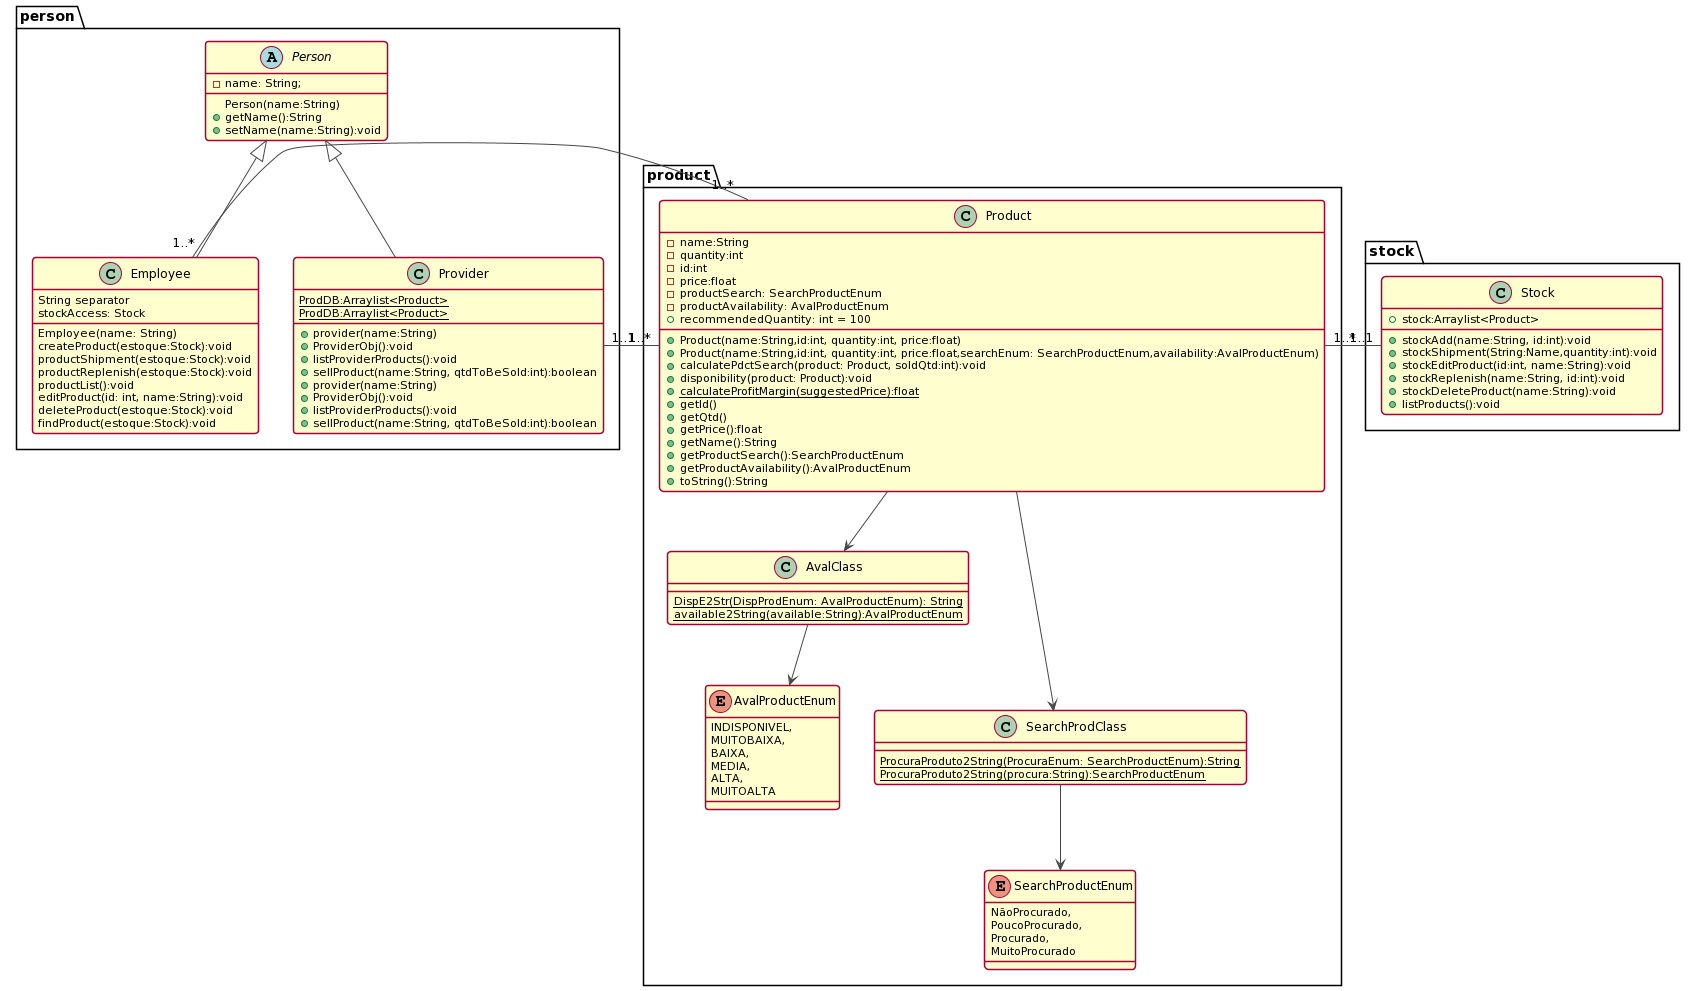 person
A Person
name: String;
Person(name:String)
getName():String
setName(name:String):void
1..*
C Employee
String separator
stockAccess: Stock
Employee(name: String)
createProduct(estoque:Stock):void
productShipment(estoque:Stock):void
productReplenish(estoque:Stock):void
productList():void
editProduct(id: int, name:String):void
deleteProduct(estoque:Stock):void
findProduct(estoque:Stock):void
C Provider
ProdDB:Arraylist<Product>
ProdDB:Arraylist<Product>
provider(name:String)
ProviderObj():void
listProviderProducts():void
sellProduct(name:String, qtdToBeSold:int):boolean
provider(name:String)
ProviderObj():void
listProviderProducts():void
sellProduct(name:String, qtdToBeSold:int):boolean
1..1
1..*
product
1..*
C Product
name:String
quantity:int
id:int
price:float
productSearch: SearchProductEnum
productAvailability: AvalProductEnum
recommendedQuantity: int = 100
Product(name:String,id:int, quantity:int, price:float)
Product(name:String,id:int, quantity:int, price:float,searchEnum: SearchProductEnum,availability:AvalProductEnum)
calculatePdctSearch(product: Product, soldQtd:int):void
disponibility(product: Product):void
calculateProfitMargin(suggestedPrice):float
getId()
getQtd()
getPrice():float
getName():String
getProductSearch():SearchProductEnum
getProductAvailability():AvalProductEnum
toString():String
1..*
1..1
stock
C Stock
stock:Arraylist<Product>
stockAdd(name:String, id:int):void
stockShipment(String:Name,quantity:int):void
stockEditProduct(id:int, name:String):void
stockReplenish(name:String, id:int):void
stockDeleteProduct(name:String):void
listProducts():void
C AvalClass
DispE2Str(DispProdEnum: AvalProductEnum): String
available2String(available:String):AvalProductEnum
E AvalProductEnum
INDISPONIVEL,
MUITOBAIXA,
BAIXA,
MEDIA,
ALTA,
MUITOALTA
C SearchProdClass
ProcuraProduto2String(ProcuraEnum: SearchProductEnum):String
ProcuraProduto2String(procura:String):SearchProductEnum
E SearchProductEnum
NãoProcurado,
PoucoProcurado,
Procurado,
MuitoProcurado